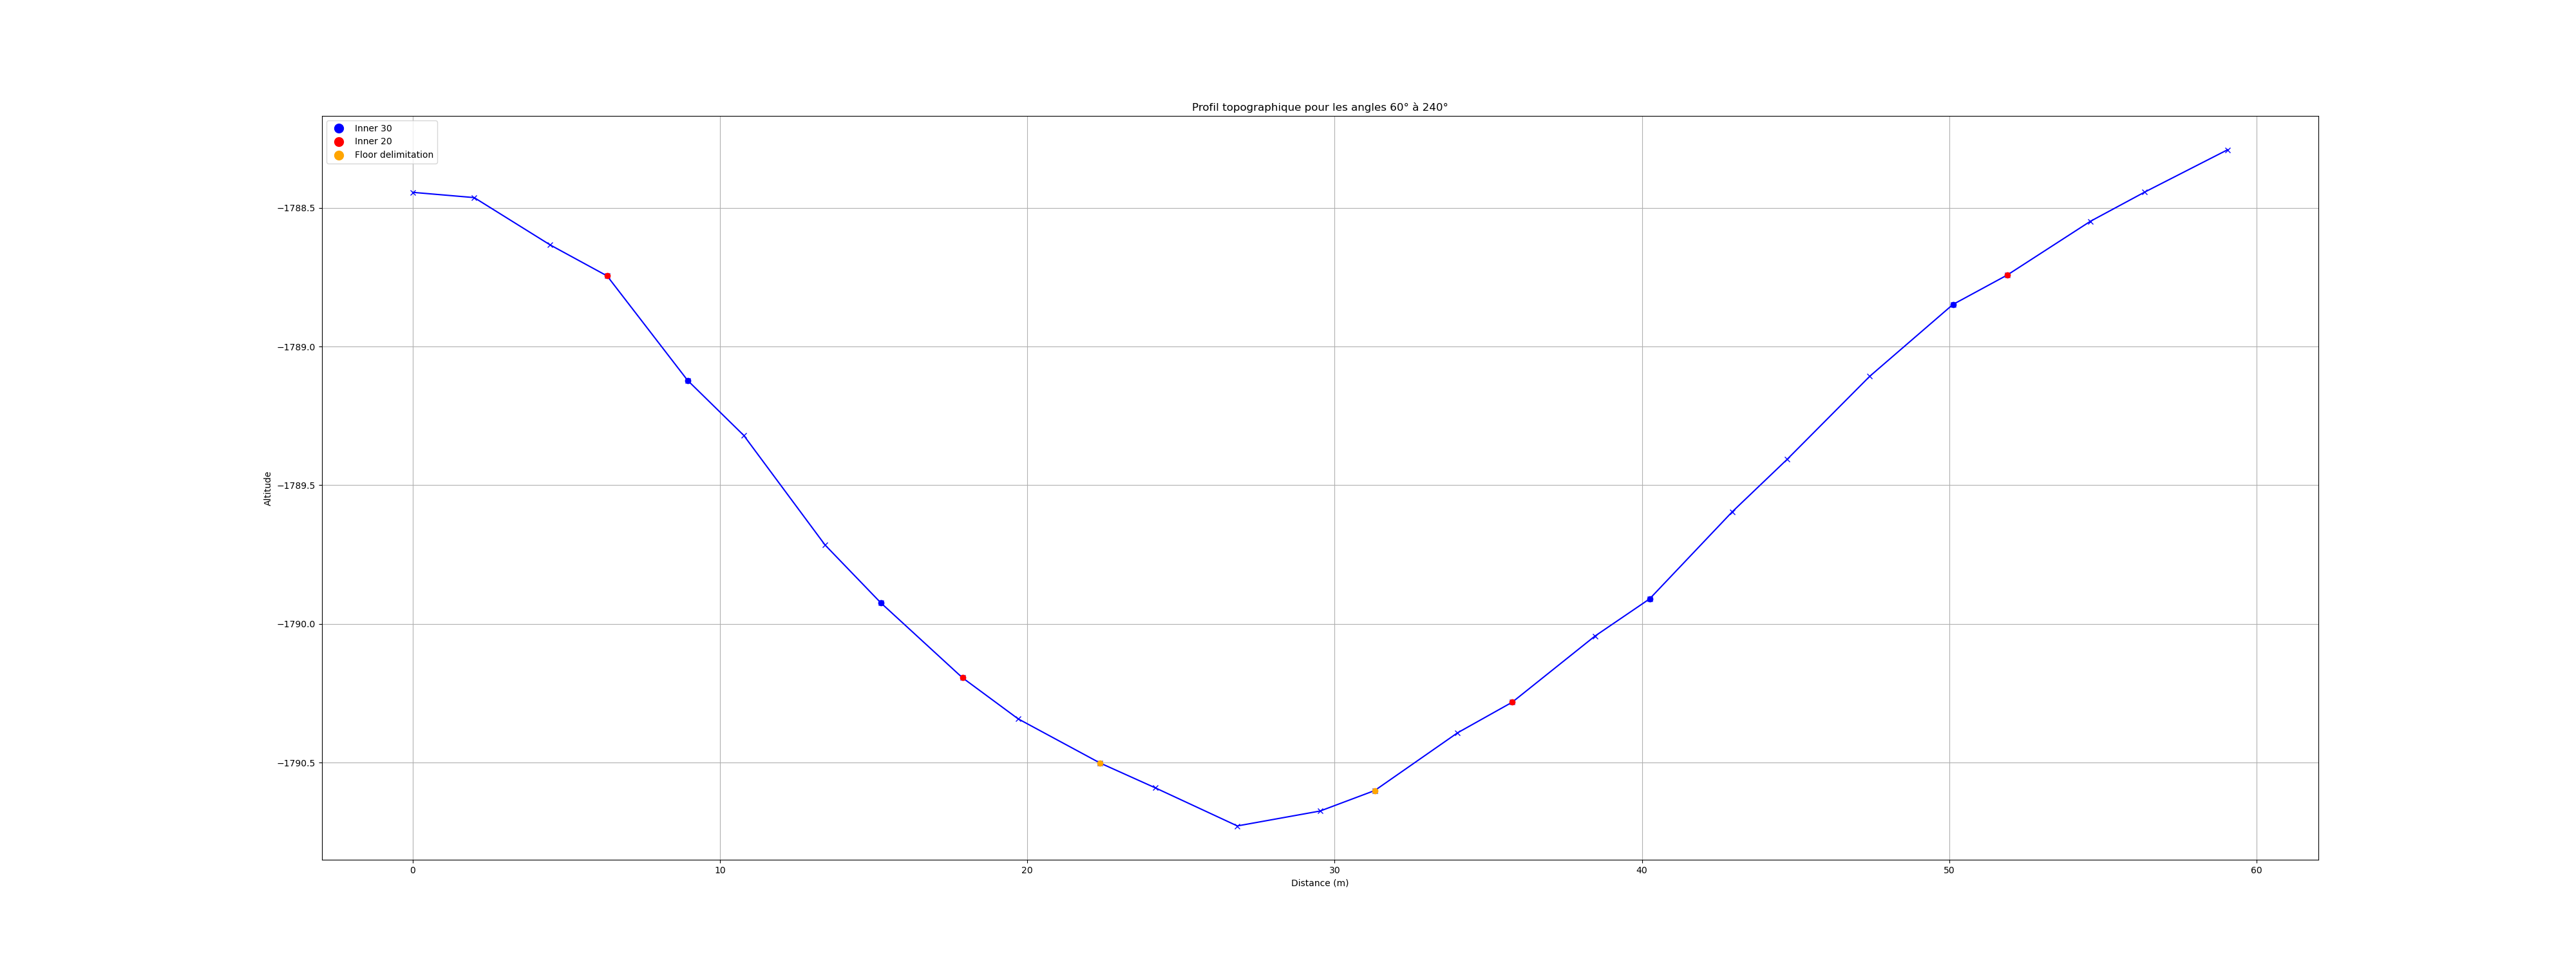 Profil topographique pour les angles 60° à 240°
Inner 30
Inner 20
Floor delimitation
Altitude
−1788.5
−1789.0
−1789.5
−1790.0
−1790.5
0 10 20 30 40 50 60
Distance (m)